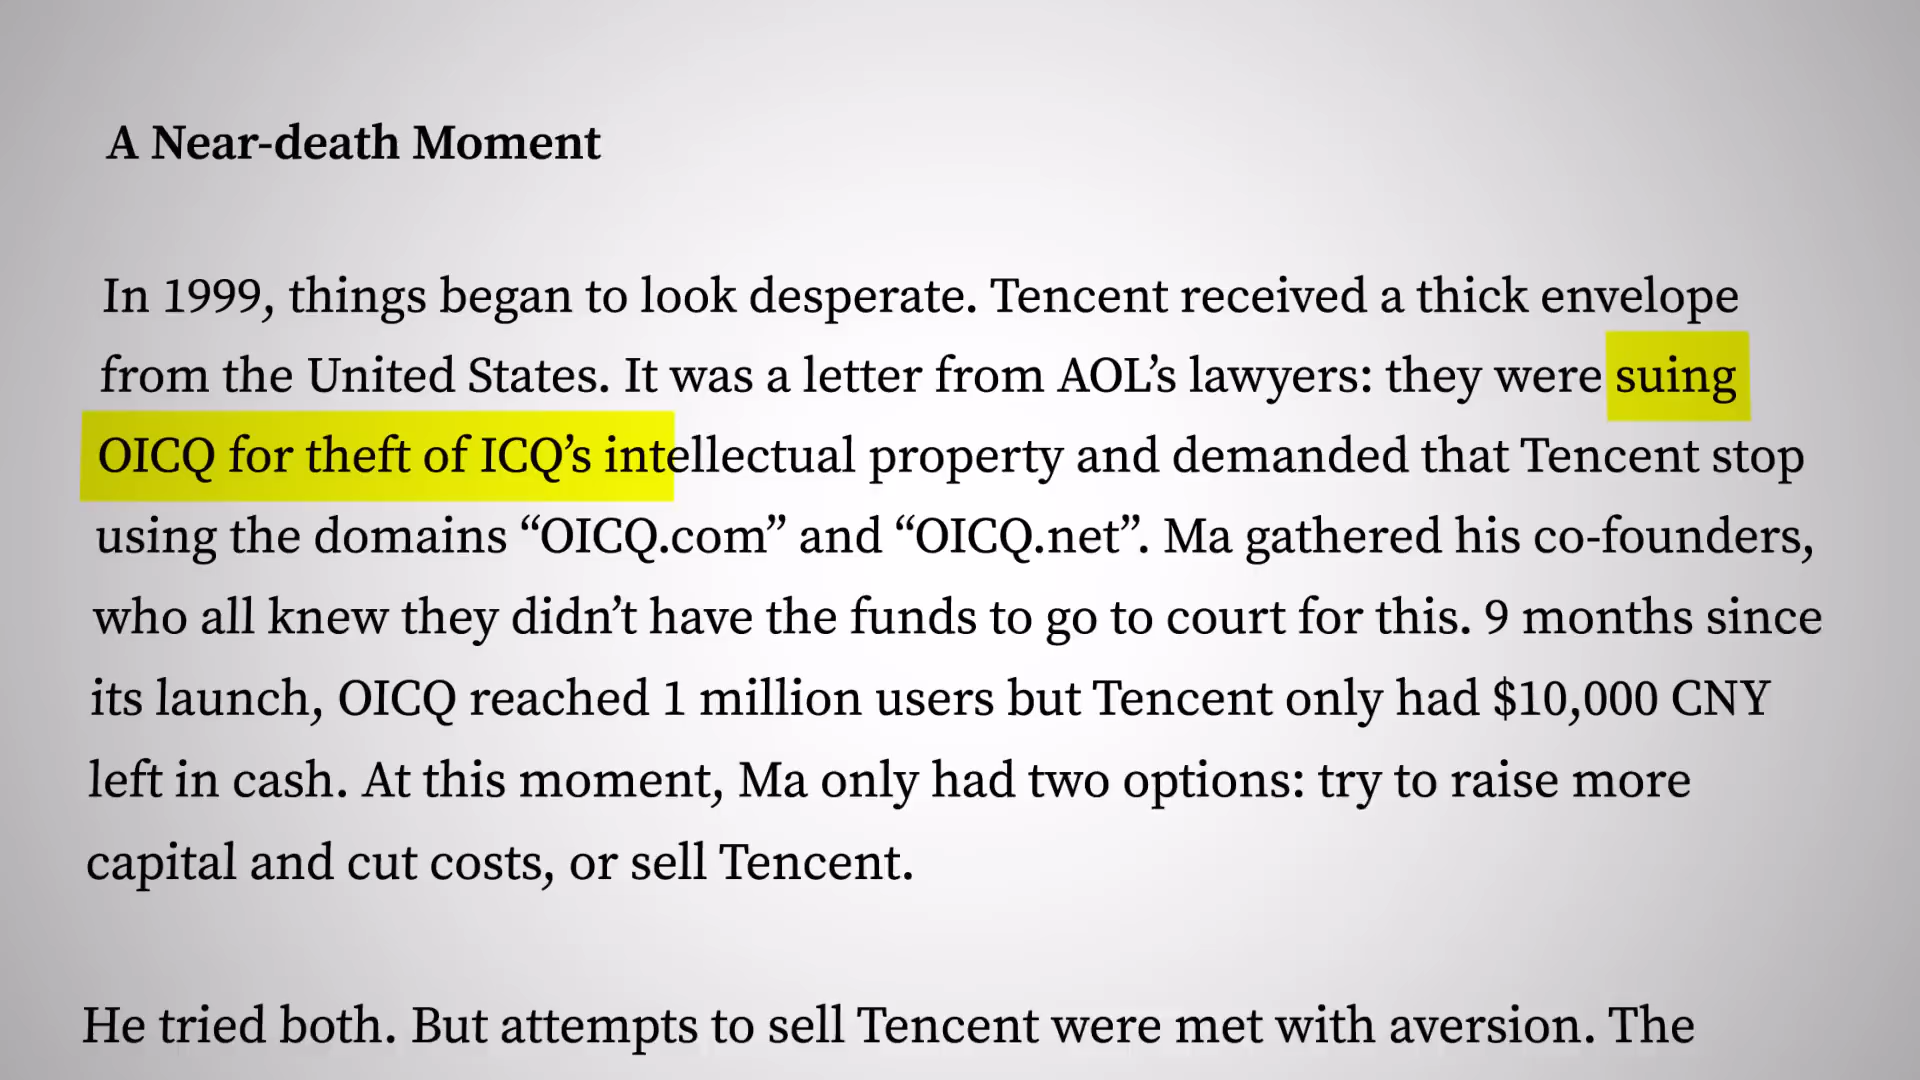 A Near-death Moment
In 1999, things began to look desperate. Tencent received a thick envelope
from the United States. It was a letter from AOL’s lawyers: they were suing
OICQ for theft of ICQ’s intellectual property and demanded that Tencent stop
using the domains “OICQ.com” and “OICQ.net”. Ma gathered his co-founders,
who all knew they didn’t have the funds to go to court for this. 9 months since
its launch, OICQ reached 1 million users but Tencent only had $10,000 CNY
left in cash. At this moment, Ma only had two options: try to raise more
capital and cut costs, or sell Tencent.
He tried both. But attempts to sell Tencent were met with aversion. The